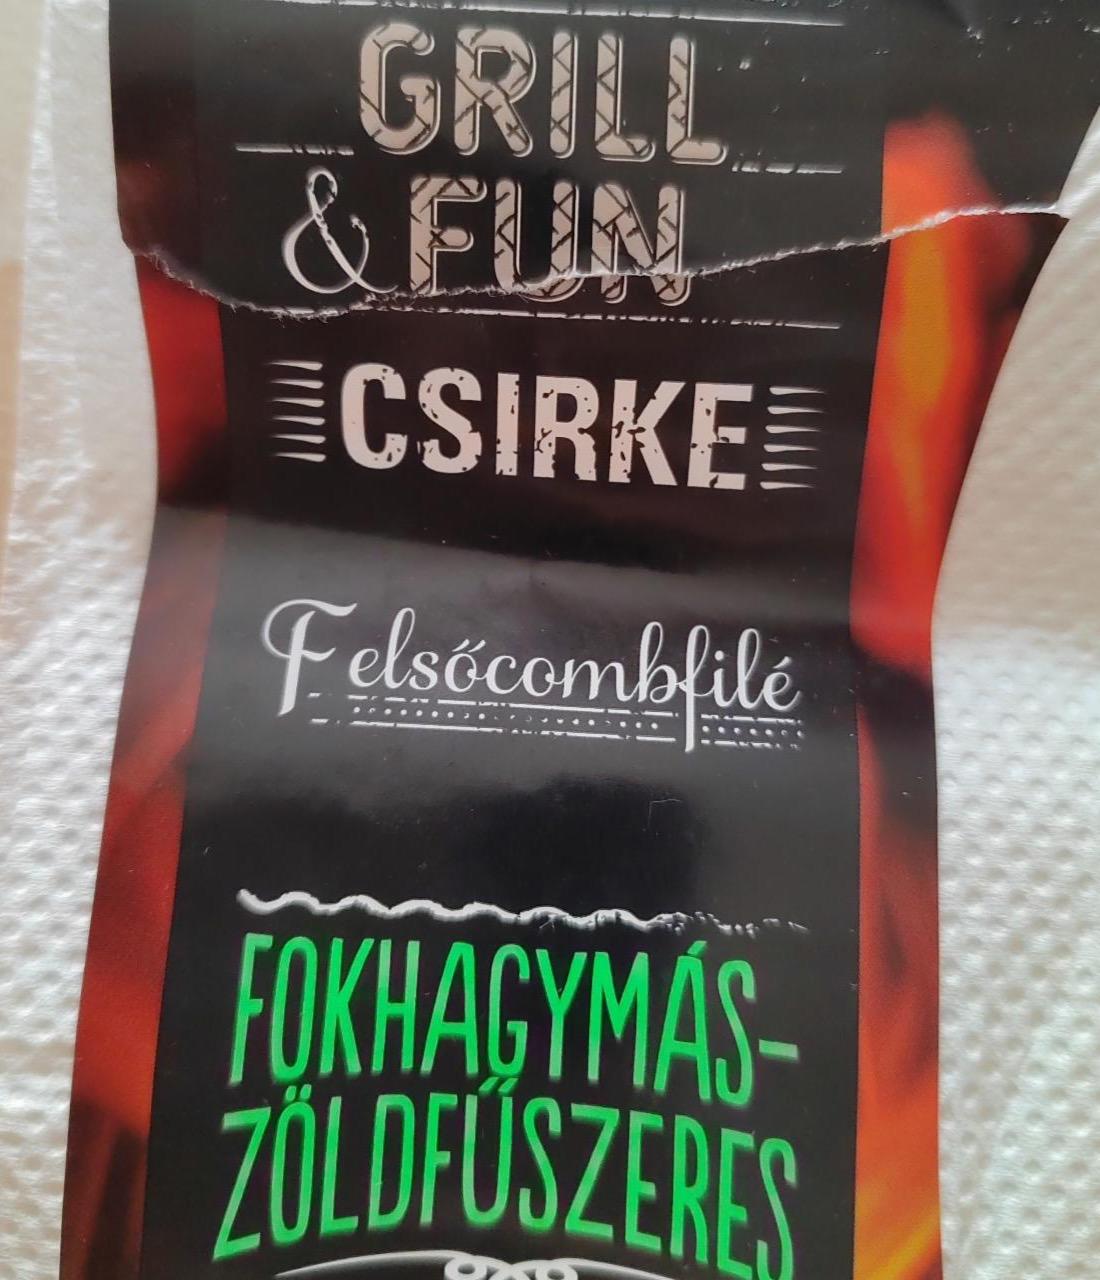 GRILL
& FUN
CSIRKE
Felsőcombfilé
FOKHAGYMÁS-
ZÖLDFŰSZERES